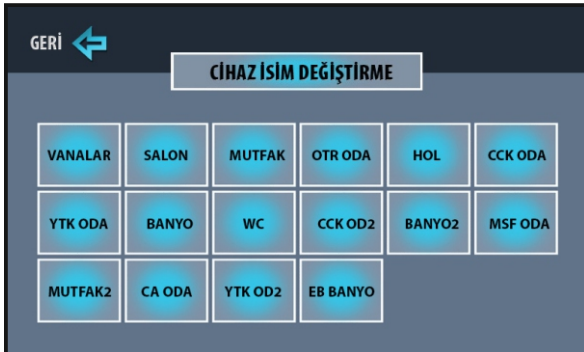 GERİ
CİHAZ İSİM DEĞİŞTİRME
VANALAR SALON MUTFAK OTR ODA HOL CCK ODA
YTK ODA BANYO WC CCK OD2 BANYO2 MSF ODA
MUTFAK2 CA ODA YTK OD2 EB BANYO